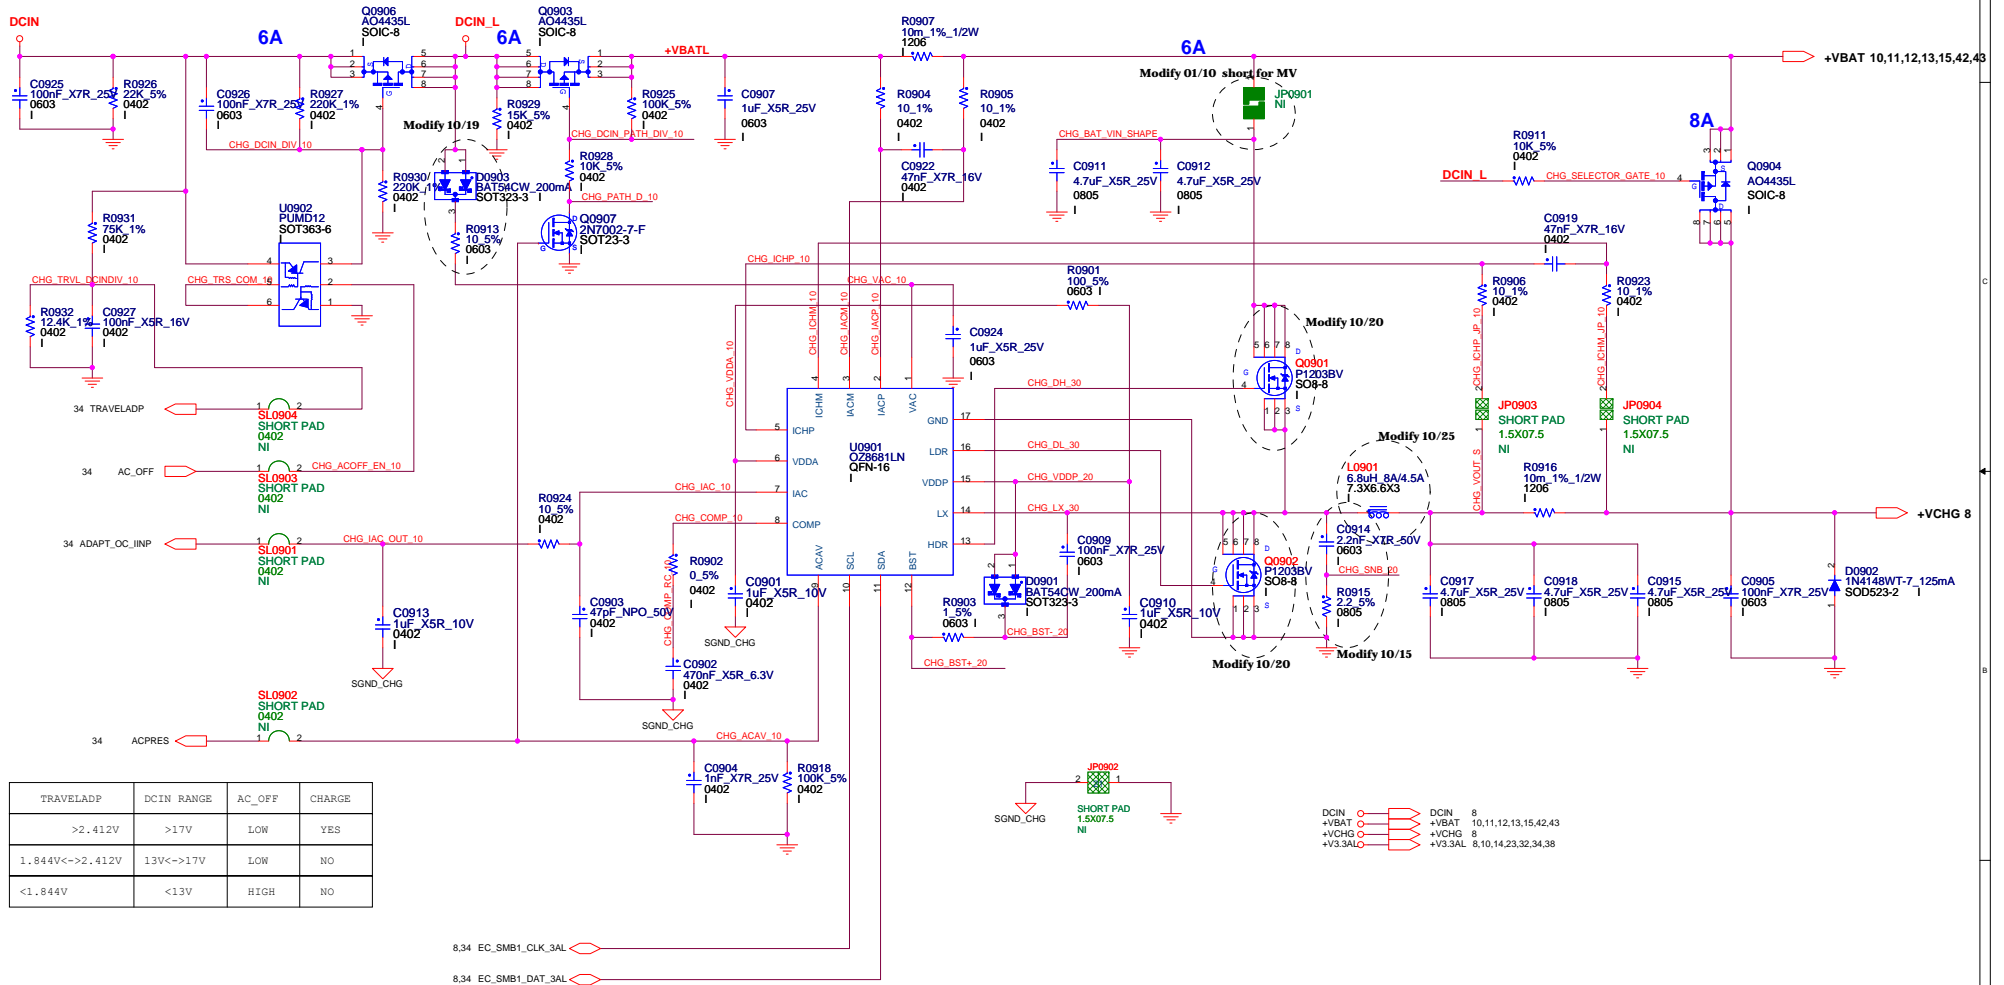 DCIN
6A
Q0906
AO4435L
SOIC-8
I
DCIN_L
6A
Q0903
AO4435L
SOIC-8
I
+VBATL
R0907
10m_1%_1/2W
1206
I
6A
+VBAT 10,11,12,13,15,42,43
Modify 01/10 short for MV
JP0901
NI
C0925
100nF_X7R_25V
0603
I
R0926
22K_5%
0402
I
C0926
100nF_X7R_25V
0603
I
R0927
220K_1%
0402
I
CHG_DCIN_DIV_10
Modify 10/19
R0929
15K_5%
0402
I
R0925
100K_5%
0402
I
CHG_DCIN_PATH_DIV_10
C0907
1uF_X5R_25V
0603
I
R0904
10_1%
0402
I
R0905
10_1%
0402
I
C0922
47nF_X7R_16V
0402
I
CHG_BAT_VIN_SHAPE
C0911
4.7uF_X5R_25V
0805
I
C0912
4.7uF_X5R_25V
0805
I
8A
R0911
10K_5%
0402
I
DCIN_L
CHG_SELECTOR_GATE_10
Q0904
AO4435L
SOIC-8
I
R0930
220K_1%
0402
I
D0903
BAT54CW_200mA
SOT323-3
I
R0928
10K_5%
0402
I
CHG_PATH_D_10
R0913
10_5%
0603
I
Q0907
2N7002-7-F
SOT23-3
I
R0931
75K_1%
0402
I
U0902
PUMD12
SOT363-6
I
CHG_TRVL_DCINDIV_10
CHG_TRS_COM_10
R0932
12.4K_1%
0402
I
C0927
100nF_X5R_16V
0402
I
CHG_ICHP_10
CHG_VAC_10
C0919
47nF_X7R_16V
0402
R0901
100_5%
0603 I
R0906
10_1%
0402
I
R0923
10_1%
0402
I
CHG_ICHM_10
CHG_IACM_10
CHG_IACP_10
CHG_VDDA_10
C0924
1uF_X5R_25V
0603
I
Modify 10/20
Q0901
P1203BV
SO8-8
I
CHG_ICHP_JP_10
CHG_ICHM_JP_10
JP0903
SHORT PAD
1.5X07.5
NI
JP0904
SHORT PAD
1.5X07.5
NI
34 TRAVELADP
SL0904
SHORT PAD
0402
NI
34 AC_OFF
CHG_ACOFF_EN_10
SL0903
SHORT PAD
0402
NI
34 ADAPT_OC_IINP
CHG_IAC_OUT_10
SL0901
SHORT PAD
0402
NI
U0901
OZ8681LN
QFN-16
I
ICHM
IACM
IACP
VAC
5 ICHP
6 VDDA
7 IAC
8 COMP
ACAV
SCL
SDA
BST
GND 17
LDR 16
VDDP 15
LX 14
HDR 13
CHG_DH_30
CHG_DL_30
CHG_VDDP_20
CHG_LX_30
CHG_IAC_10
CHG_COMP_10
R0924
10_5%
0402
I
R0902
0_5%
0402
I
CHG_COMP_RC_10
C0901
1uF_X5R_10V
0402
I
SGND_CHG
C0903
47pF_NPO_50V
0402
I
C0902
470nF_X5R_6.3V
0402
I
SGND_CHG
C0913
1uF_X5R_10V
0402
I
SGND_CHG
C0909
100nF_X7R_25V
0603
I
D0901
BAT54CW_200mA
SOT323-3
I
R0903
1_5%
0603 I
CHG_BST-_20
CHG_BST+_20
C0910
1uF_X5R_10V
0402
I
Q0902
P1203BV
SO8-8
I
Modify 10/20
Modify 10/25
L0901
6.8uH_8A/4.5A
7.3X6.6X3
I
C0914
2.2nF_X7R_50V
0603
I
CHG_SNB_20
R0915
2.2_5%
0805
I
Modify 10/15
CHG_VOUT_S
R0916
10m_1%_1/2W
1206
I
+VCHG 8
C0917
4.7uF_X5R_25V
0805
I
C0918
4.7uF_X5R_25V
0805
I
C0915
4.7uF_X5R_25V
0805
I
C0905
100nF_X7R_25V
0603
I
D0902
1N4148WT-7_125mA
SOD523-2
I
SL0902
SHORT PAD
0402
NI
34 ACPRES
CHG_ACAV_10
C0904
1nF_X7R_25V
0402
I
R0918
100K_5%
0402
I
JP0902
SHORT PAD
1.5X07.5
NI
SGND_CHG
DCIN DCIN 8
+VBAT +VBAT 10,11,12,13,15,42,43
+VCHG +VCHG 8
+V3.3AL +V3.3AL 8,10,14,23,32,34,38
TRAVELADP DCIN RANGE AC_OFF CHARGE
>2.412V >17V LOW YES
1.844V<->2.412V 13V<->17V LOW NO
<1.844V <13V HIGH NO
8,34 EC_SMB1_CLK_3AL
8,34 EC_SMB1_DAT_3AL
C
B